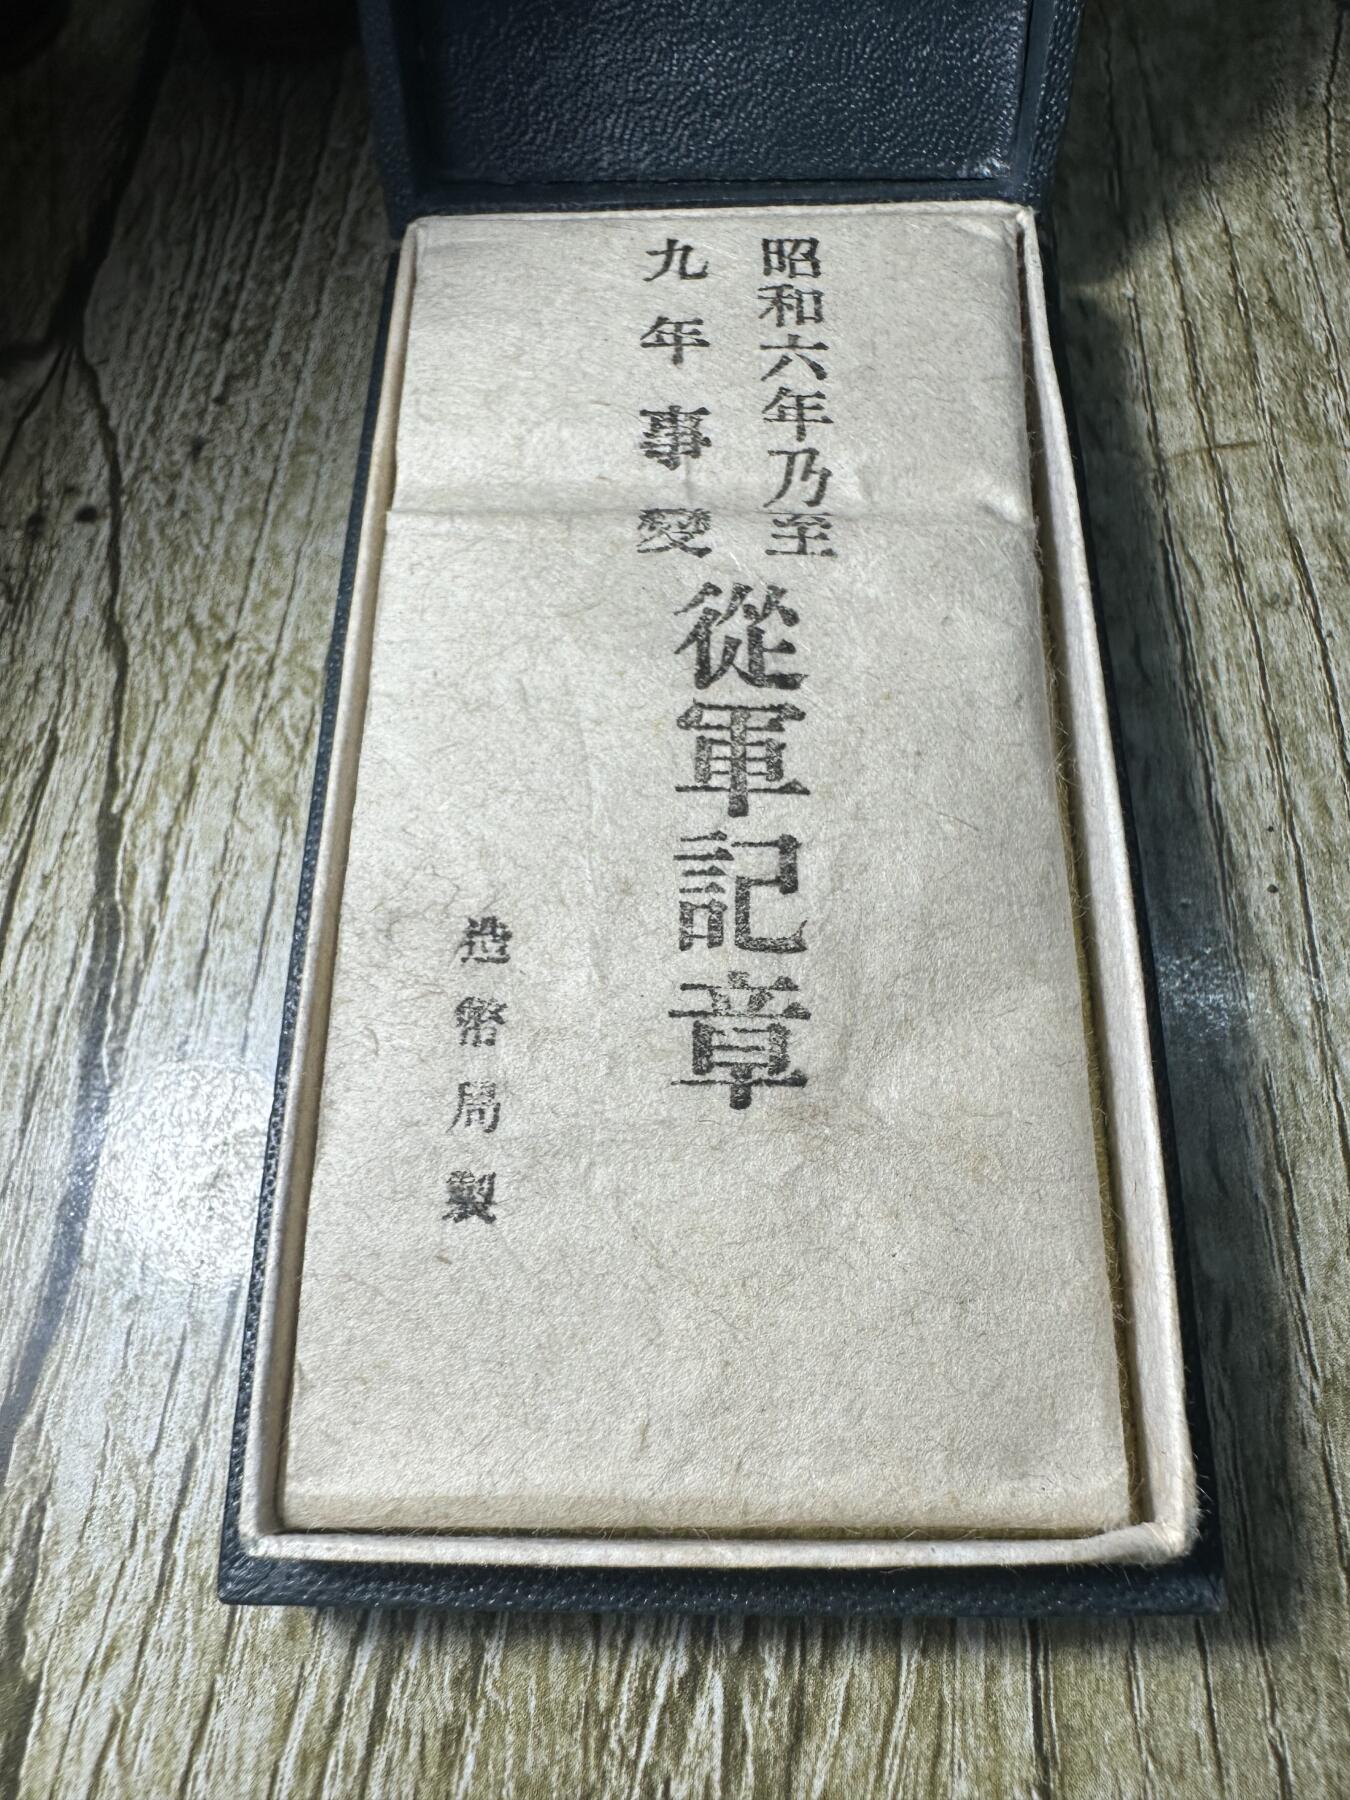 昭和六年乃至
九年事變
從軍記章
造幣局製